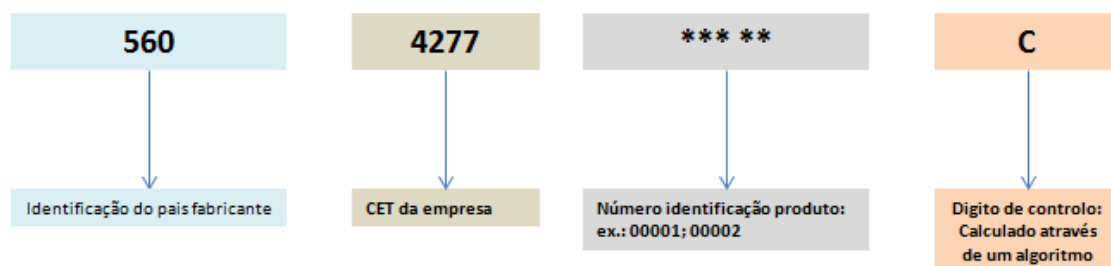 560
4277
*** **
C
Identificação do pais fabricante
CET da empresa
Número identificação produto:
ex.: 00001; 00002
Digito de controlo:
Calculado através
de um algoritmo